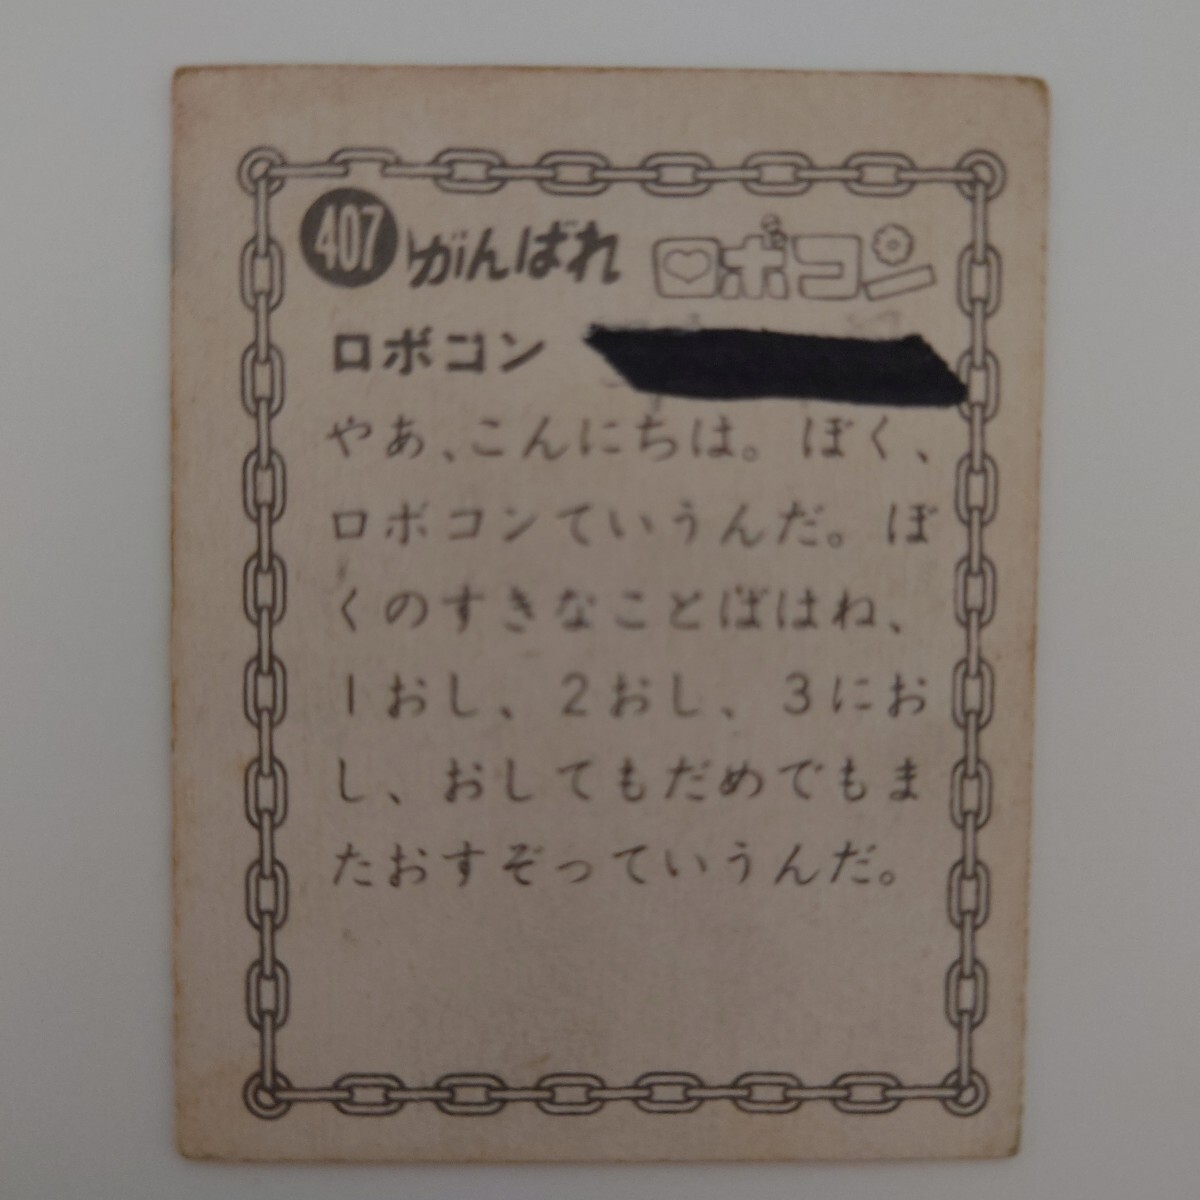 407 がんばれ ロボコン
ロボコン
やあ、こんにちは。ぼく、
ロボコンていうんだ。ぼ
くのすきなことばはね、
1おし、2おし、3にお
し、おしてもだめでもま
たおすぞっていうんだ。